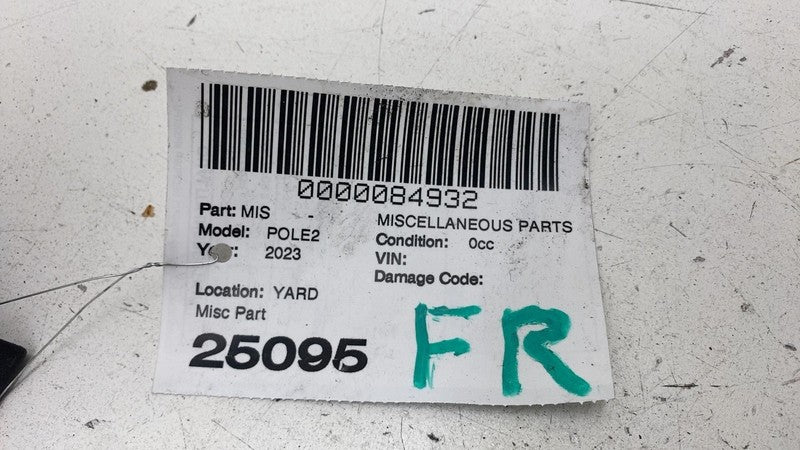 0000084932
Part: MIS - MISCELLANEOUS PARTS
Model: POLE2 Condition: 0cc
Year: 2023 VIN:
Damage Code:
Location: YARD
Misc Part
25095 FR